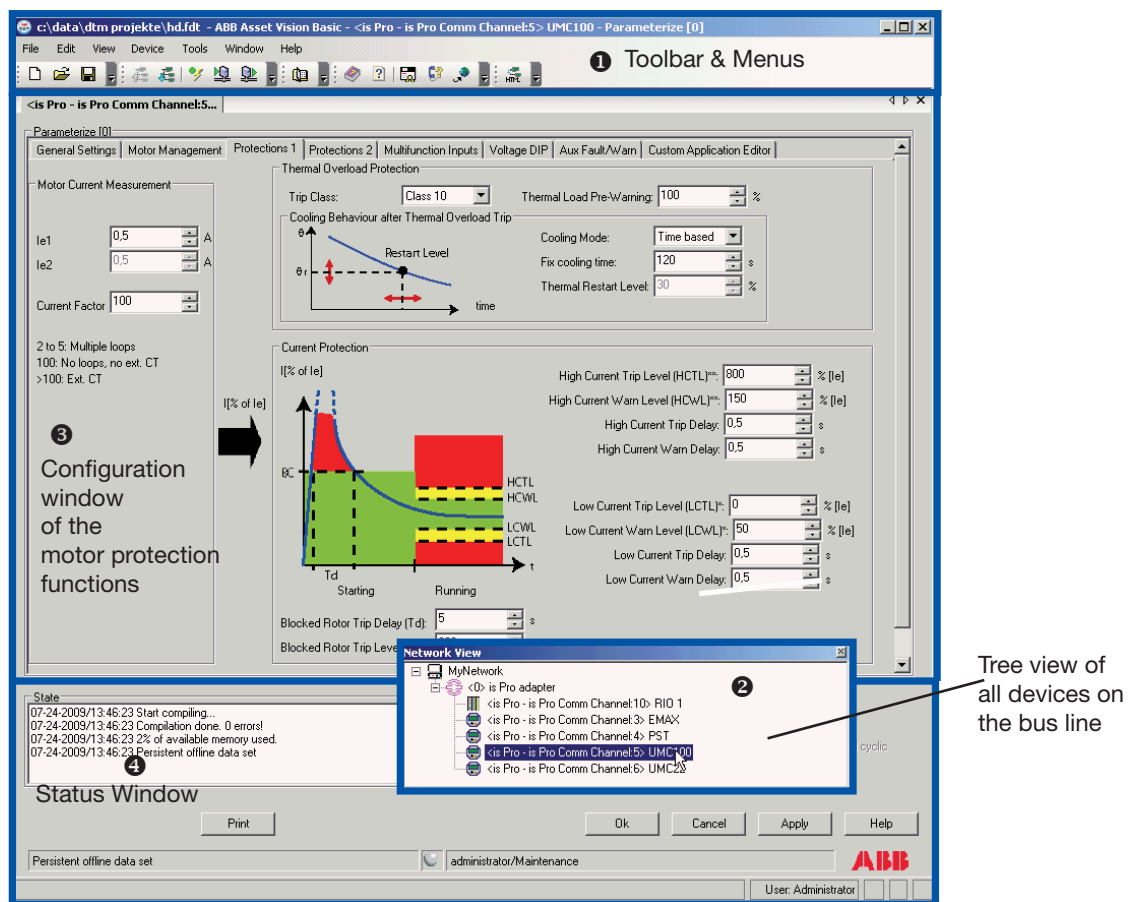 c:\data\dtm projekte\hd.fdt - ABB Asset Vision Basic - <is Pro - is Pro Comm Channel:5> UMC100 - Parameterize [0]
File Edit View Device Tools Window Help
❶ Toolbar & Menus
HTML
<is Pro - is Pro Comm Channel:5...
Parameterize [0]
General Settings Motor Management Protections 1 Protections 2 Multifunction Inputs Voltage DIP Aux Fault/Warn Custom Application Editor
Motor Current Measurement
Ie1 0,5 A
Ie2 0,5 A
Current Factor 100
2 to 5: Multiple loops
100: No loops, no ext. CT
>100: Ext. CT
❸
Configuration
window
of the
motor protection
functions
Thermal Overload Protection
Trip Class: Class 10 Thermal Load Pre-Warning: 100 %
Cooling Behaviour after Thermal Overload Trip
θ
Restart Level
θr
time
Cooling Mode: Time based
Fix cooling time: 120 s
Thermal Restart Level: 30 %
Current Protection
I[% of Ie]
I[% of Ie]
BC
HCTL
HCWL
LCWL
LCTL
t
Td
Starting Running
High Current Trip Level (HCTL)**: 800 % [Ie]
High Current Warn Level (HCWL)**: 150 % [Ie]
High Current Trip Delay: 0,5 s
High Current Warn Delay: 0,5 s
Low Current Trip Level (LCTL)*: 0 % [Ie]
Low Current Warn Level (LCWL)*: 50 % [Ie]
Low Current Trip Delay: 0,5 s
Low Current Warn Delay: 0,5 s
Blocked Rotor Trip Delay (Td): 5 s
Blocked Rotor Trip Leve
Network View
❷
MyNetwork
<0> is Pro adapter
<is Pro - is Pro Comm Channel:10> RIO 1
<is Pro - is Pro Comm Channel:3> EMAX
<is Pro - is Pro Comm Channel:4> PST
<is Pro - is Pro Comm Channel:5> UMC100
<is Pro - is Pro Comm Channel:6> UMC22
Tree view of
all devices on
the bus line
State
07-24-2009/13:46:23 Start compiling...
07-24-2009/13:46:23 Compilation done. 0 errors!
07-24-2009/13:46:23 2% of available memory used.
07-24-2009/13:46:23 Persistent offline data set
cyclic
❹
Status Window
Print Ok Cancel Apply Help
Persistent offline data set administrator/Maintenance ABB
User: Administrator